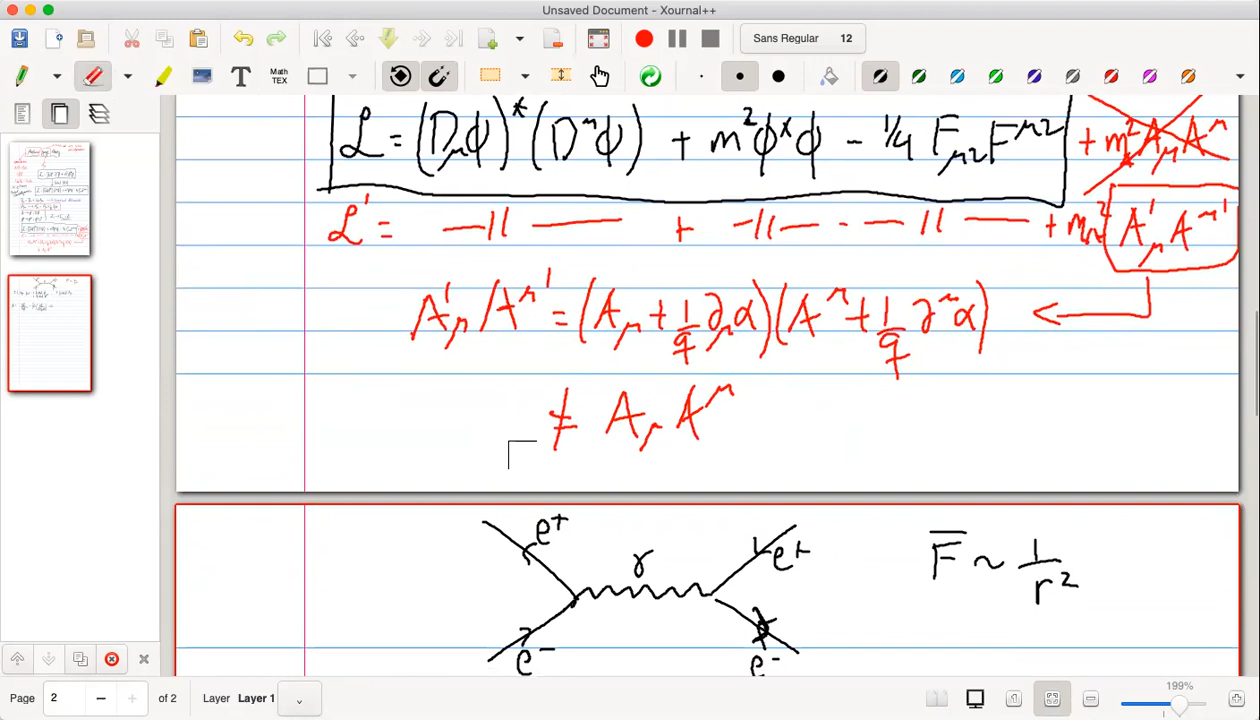 Unsaved Document - Xournal++
Sans Regular 12
Math
TEX
ℒ = (D_μ φ)* (D^μ φ) + m² φ* φ - 1/4 F_μν F^μν + m² A_μ A^μ
ℒ' = —||— + —||— - —||— + m² A'_μ A^μ'
A'_μ A^μ' = (A_μ + 1/q ∂_μ α)(A^μ + 1/q ∂^μ α)
≠ A_μ A^μ
e⁺ γ e⁺ F ~ 1/r²
e⁻ e⁻
Page 2 of 2 Layer Layer 1 199%